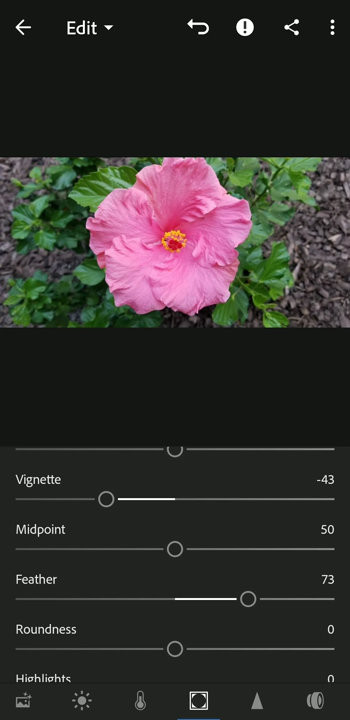 Edit
Vignette -43
Midpoint 50
Feather 73
Roundness 0
Highlights 0